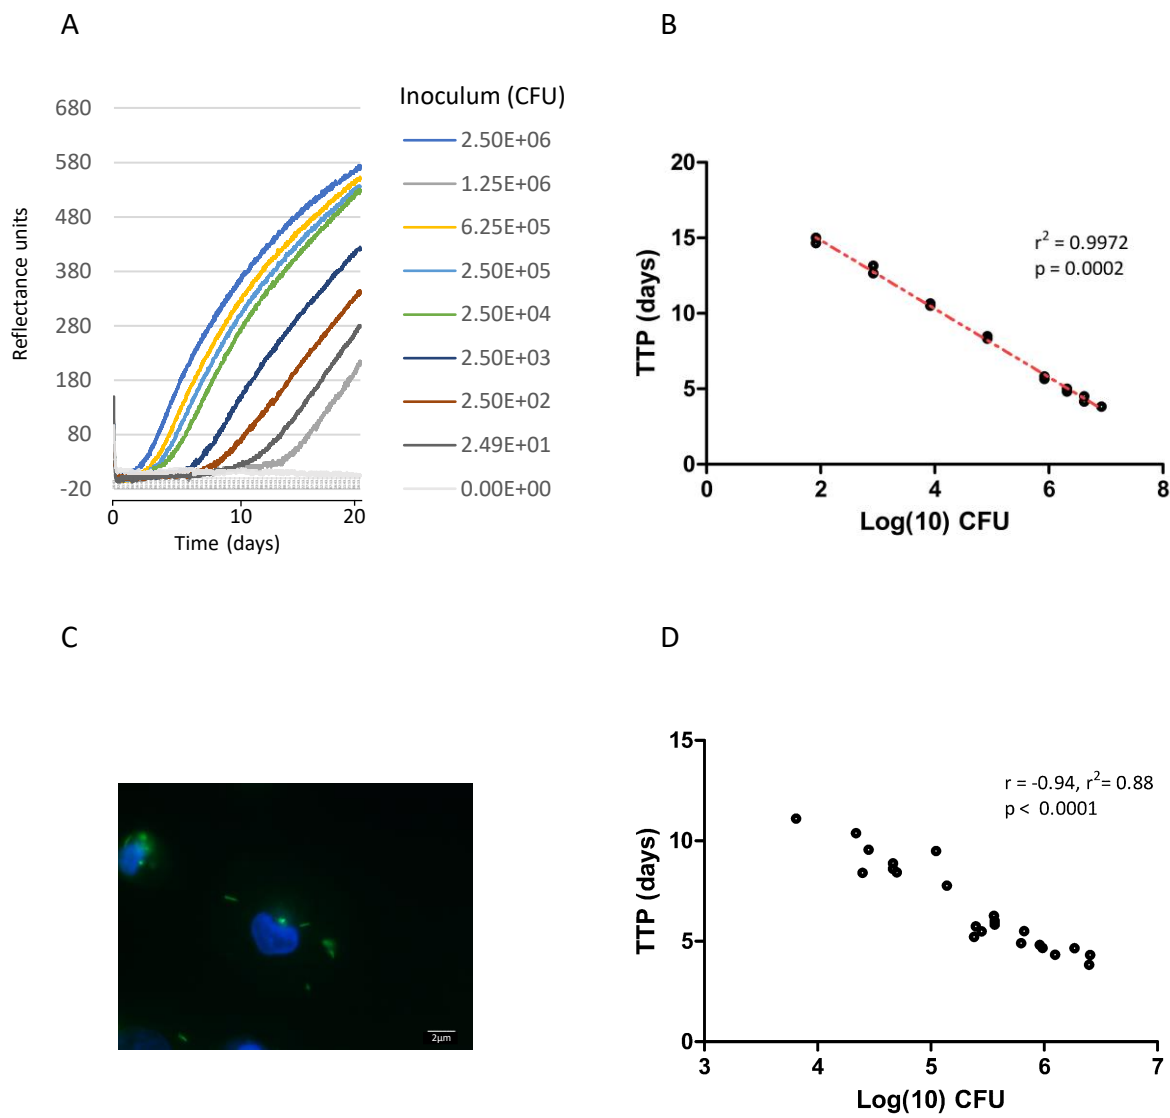 A
Inoculum (CFU)
680
580
480
380
280
180
80
-20
Reflectance units
0
10
20
Time (days)
2.50E+06
1.25E+06
6.25E+05
2.50E+05
2.50E+04
2.50E+03
2.50E+02
2.49E+01
0.00E+00
B
20
15
10
5
0
TTP (days)
r2 = 0.9972
p = 0.0002
0
2
4
6
8
Log(10) CFU
C
2µm
D
15
10
5
0
TTP (days)
r = -0.94, r2= 0.88
p < 0.0001
3
4
5
6
7
Log(10) CFU